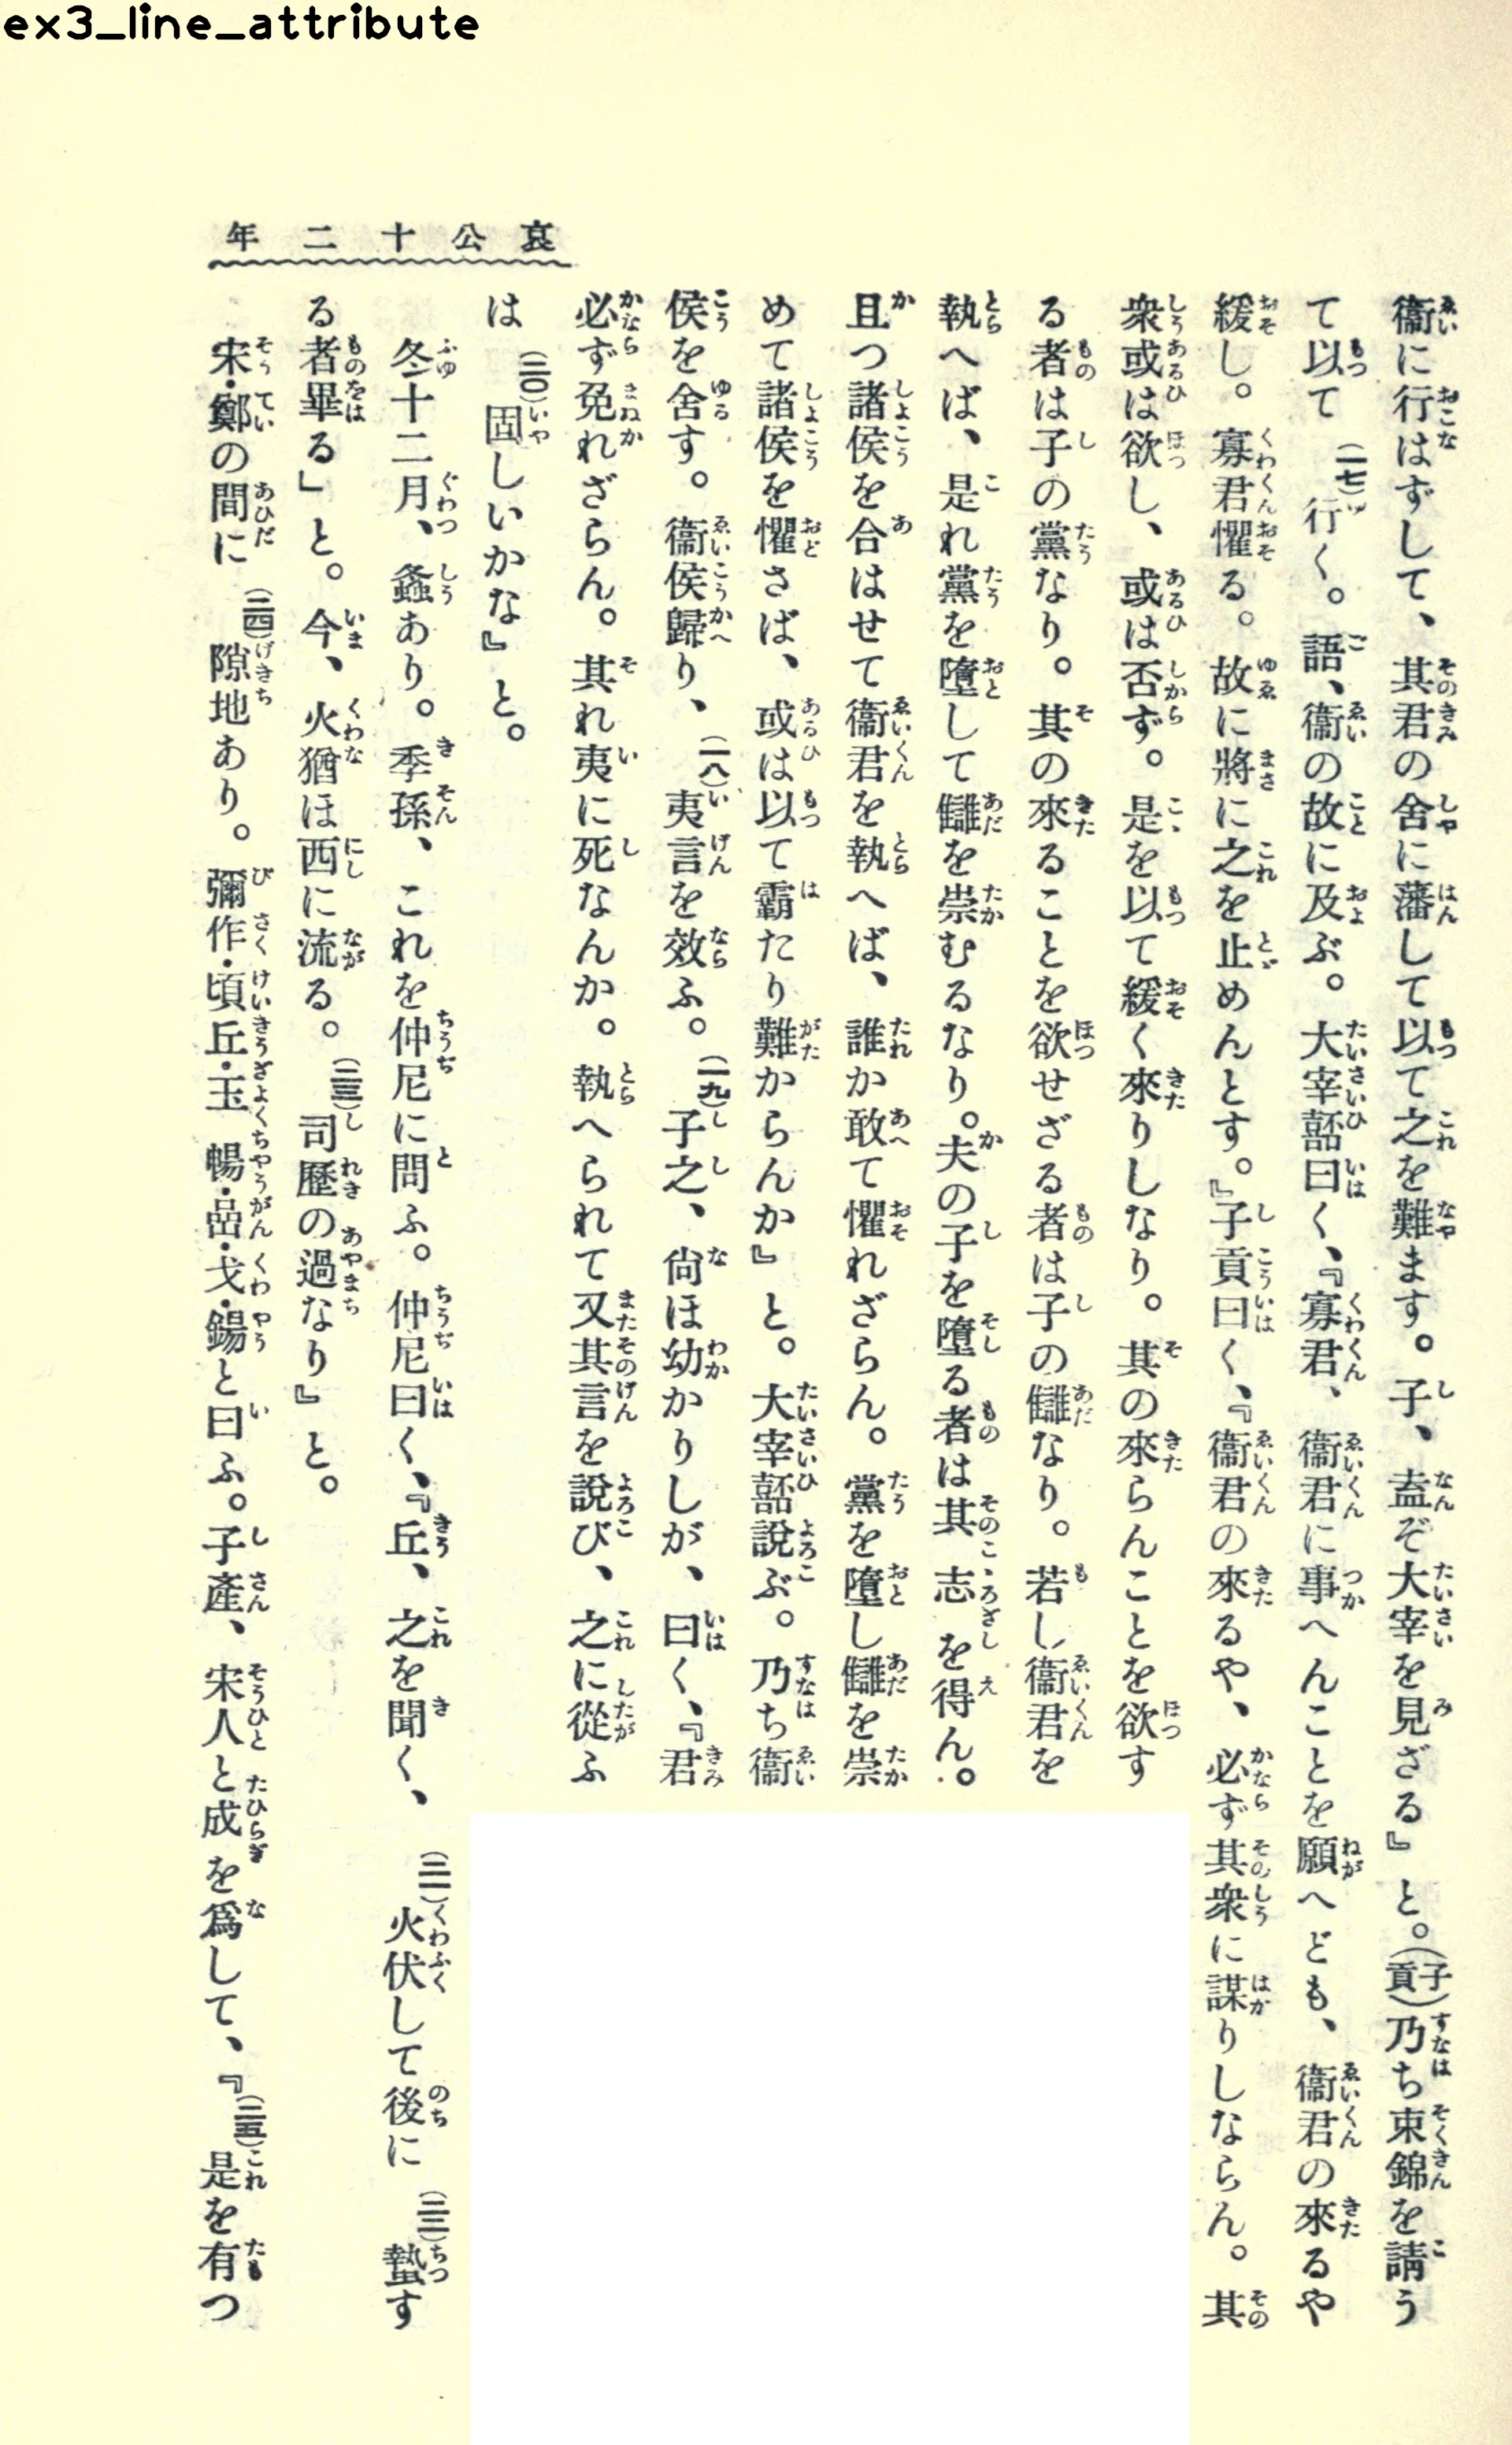 ex3_line_attribute
哀公十二年
衞に行はずして、其君の舍に藩して以て之を難ます。子、盍ぞ大宰を見ざる』と。(子貢)乃ち束錦を請う
て以て(一七)行く。語、衞の故に及ぶ。大宰嚭曰く、『寡君、衞君に事へんことを願へども、衞君の來るや
緩し。寡君懼る。故に將に之を止めんとす。』子貢曰く、『衞君の來るや、必ず其衆に謀りしならん。其
衆或は欲し、或は否ず。是を以て緩く來りしなり。其の來らんことを欲す
る者は子の黨なり。其の來ることを欲せざる者は子の讎なり。若し衞君を
執へば、是れ黨を墮して讎を崇むるなり。夫の子を墮る者は其志を得ん。
且つ諸侯を合はせて衞君を執へば、誰か敢て懼れざらん。黨を墮し讎を崇
めて諸侯を懼さば、或は以て霸たり難からんか』と。大宰嚭說ぶ。乃ち衞
侯を舍す。衞侯歸り、(一八)夷言を效ふ。(一九)子之、尙ほ幼かりしが、曰く、『君
必ず免れざらん。其れ夷に死なんか。執へられて又其言を說び、之に從ふ
は(二〇)固しいかな』と。
冬十二月、螽あり。季孫、これを仲尼に問ふ。仲尼曰く、『丘、之を聞く、(二一)火伏して後に(二二)蟄す
る者畢る」と。今、火猶ほ西に流る。(二三)司歷の過なり』と。
宋・鄭の間に(二四)隙地あり。彌作・頃丘・玉暢・嵒・戈・鍚と曰ふ。子產、宋人と成を爲して、『(二五)是を有つ